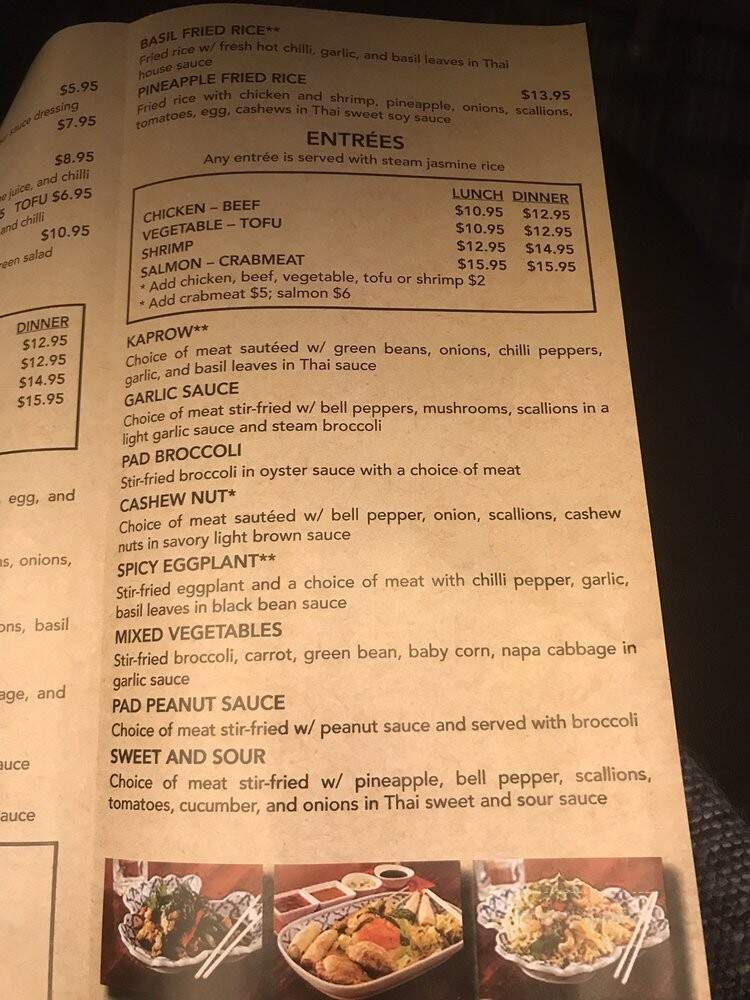 $5.95
sauce dressing
$7.95
$8.95
juice, and chilli
TOFU $6.95
and chilli
$10.95
green salad
DINNER
$12.95
$12.95
$14.95
$15.95
egg, and
onions,
basil
and
BASIL FRIED RICE**
Fried rice w/ fresh hot chilli, garlic, and basil leaves in Thai
house sauce
PINEAPPLE FRIED RICE $13.95
Fried rice with chicken and shrimp, pineapple, onions, scallions,
tomatoes, egg, cashews in Thai sweet soy sauce
ENTRÉES
Any entrée is served with steam jasmine rice
LUNCH DINNER
CHICKEN – BEEF $10.95 $12.95
VEGETABLE – TOFU $10.95 $12.95
SHRIMP $12.95 $14.95
SALMON – CRABMEAT $15.95 $15.95
* Add chicken, beef, vegetable, tofu or shrimp $2
* Add crabmeat $5; salmon $6
KAPROW**
Choice of meat sautéed w/ green beans, onions, chilli peppers,
garlic, and basil leaves in Thai sauce
GARLIC SAUCE
Choice of meat stir-fried w/ bell peppers, mushrooms, scallions in a
light garlic sauce and steam broccoli
PAD BROCCOLI
Stir-fried broccoli in oyster sauce with a choice of meat
CASHEW NUT*
Choice of meat sautéed w/ bell pepper, onion, scallions, cashew
nuts in savory light brown sauce
SPICY EGGPLANT**
Stir-fried eggplant and a choice of meat with chilli pepper, garlic,
basil leaves in black bean sauce
MIXED VEGETABLES
Stir-fried broccoli, carrot, green bean, baby corn, napa cabbage in
garlic sauce
PAD PEANUT SAUCE
Choice of meat stir-fried w/ peanut sauce and served with broccoli
SWEET AND SOUR
Choice of meat stir-fried w/ pineapple, bell pepper, scallions,
tomatoes, cucumber, and onions in Thai sweet and sour sauce